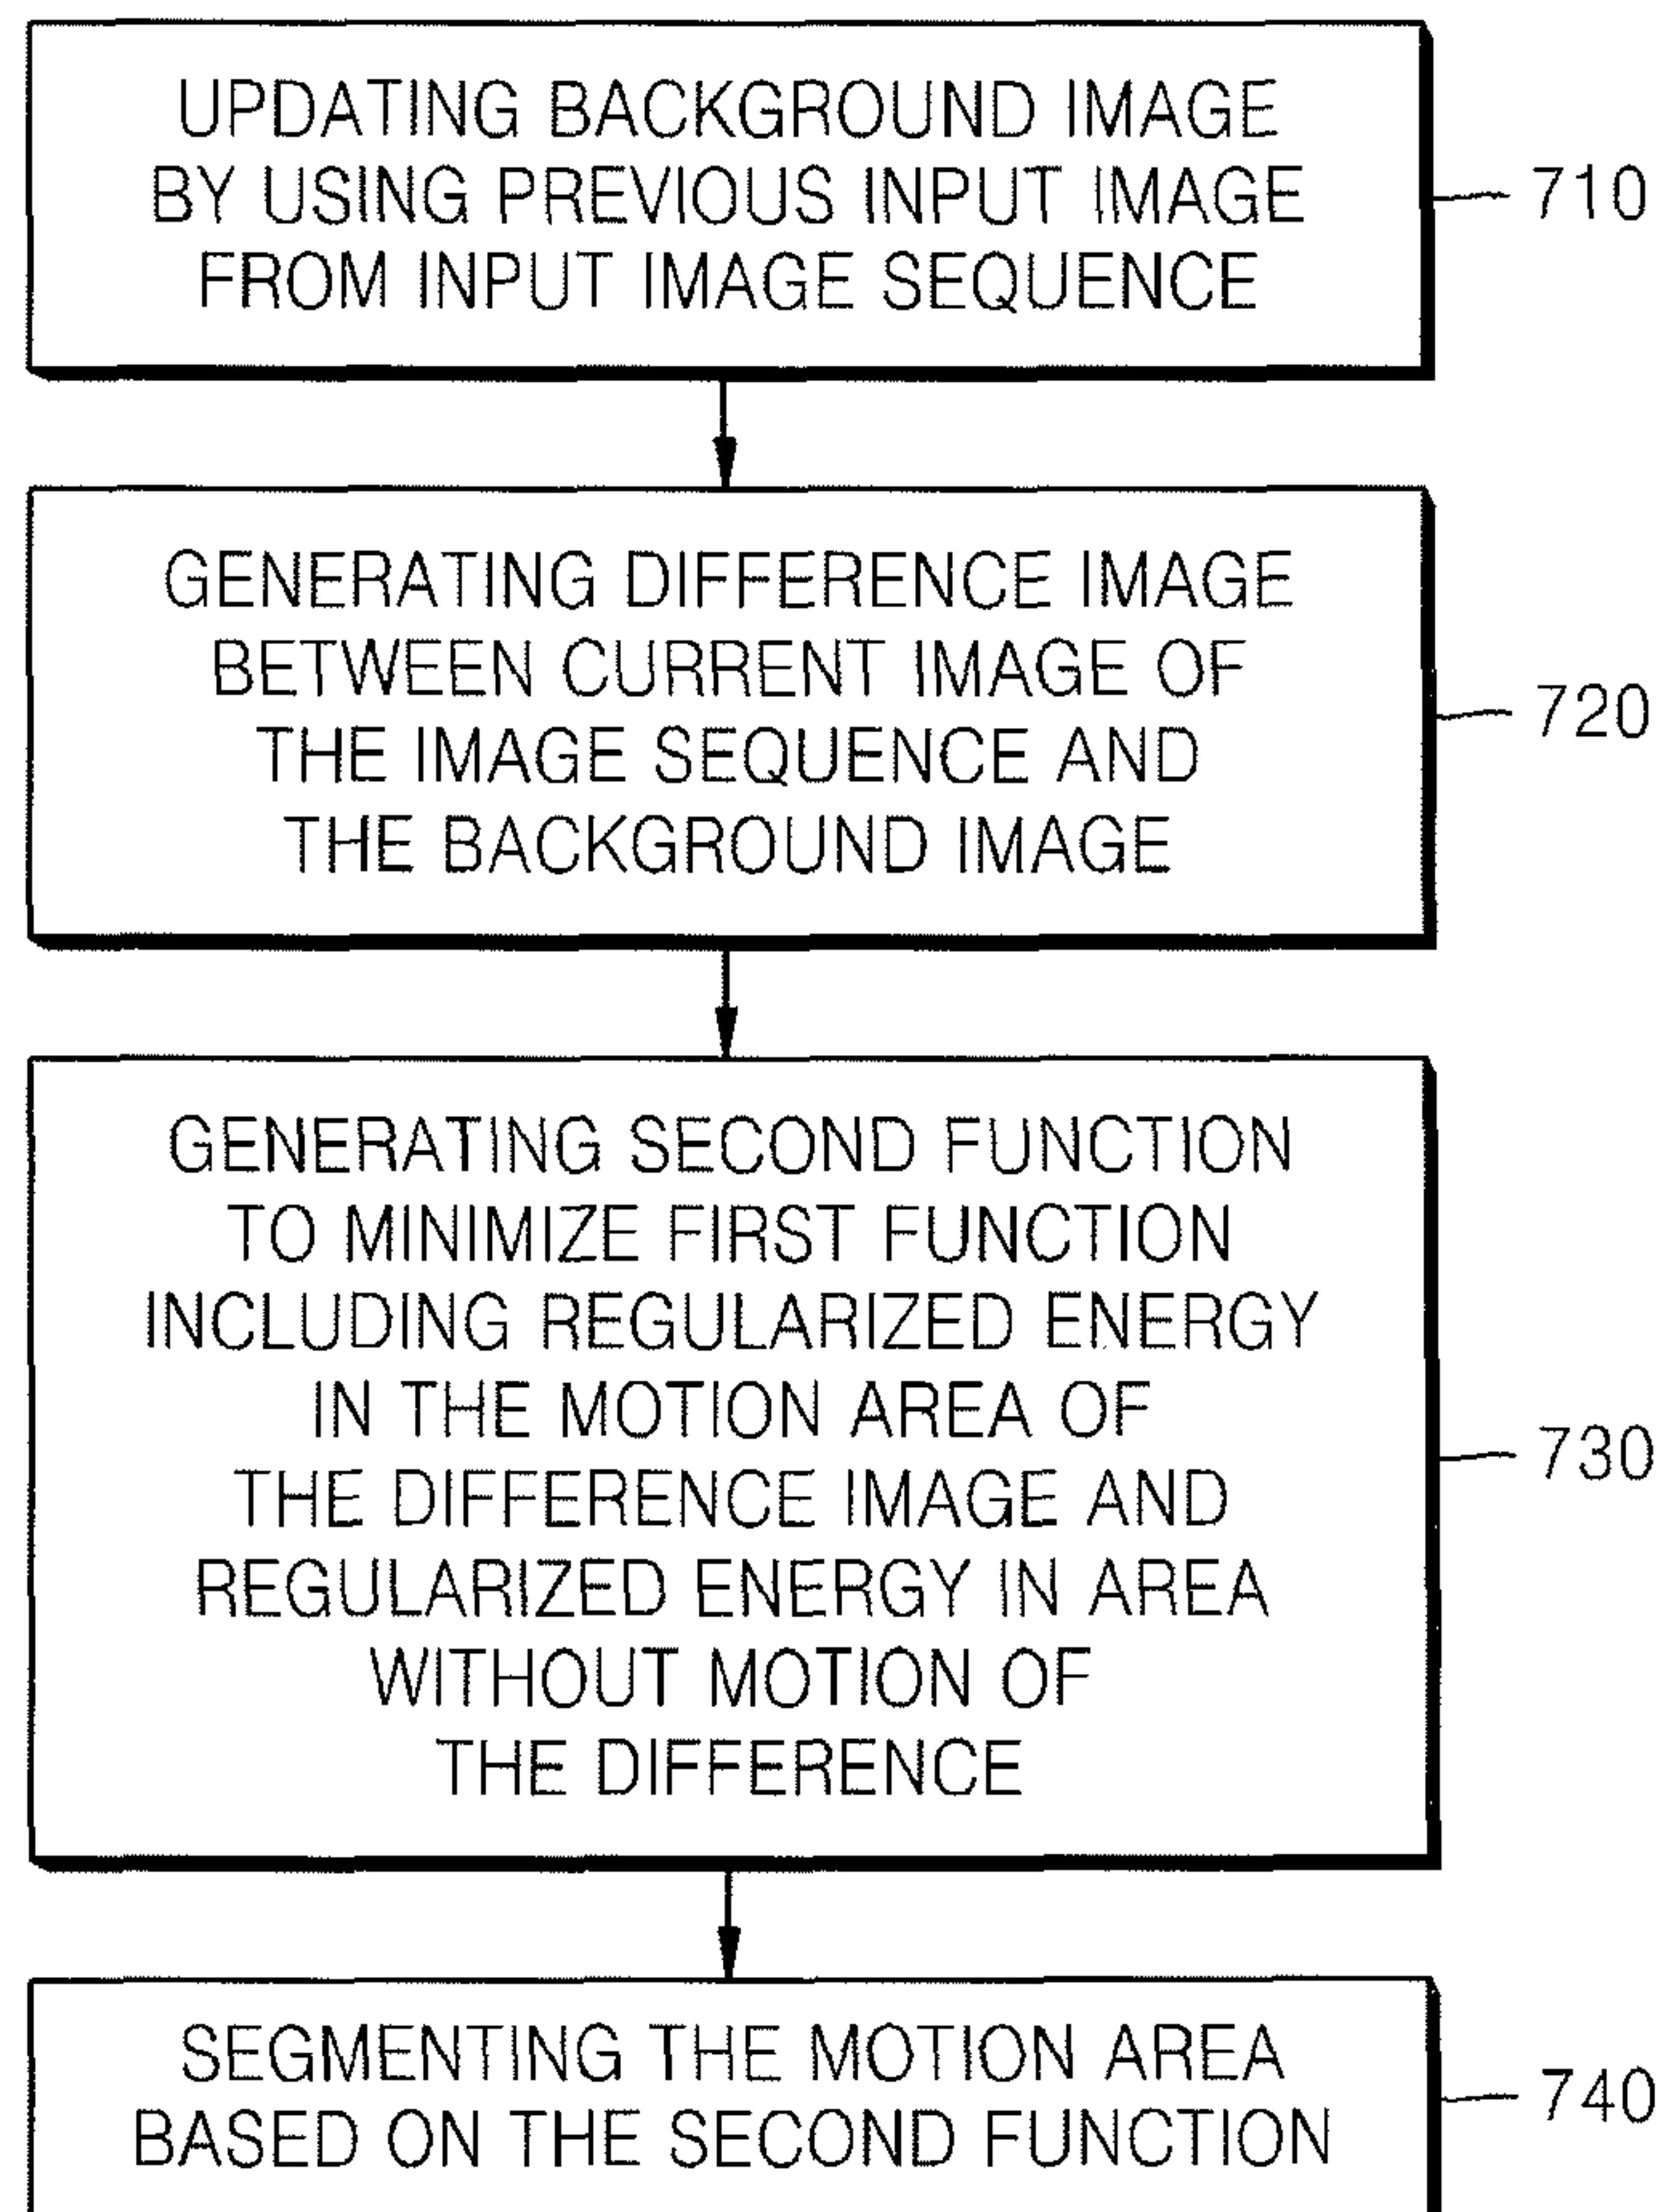 UPDATING BACKGROUND IMAGE
BY USING PREVIOUS INPUT IMAGE
FROM INPUT IMAGE SEQUENCE
710
GENERATING DIFFERENCE IMAGE
BETWEEN CURRENT IMAGE OF
THE IMAGE SEQUENCE AND
THE BACKGROUND IMAGE
720
GENERATING SECOND FUNCTION
TO MINIMIZE FIRST FUNCTION
INCLUDING REGULARIZED ENERGY
IN THE MOTION AREA OF
THE DIFFERENCE IMAGE AND
REGULARIZED ENERGY IN AREA
WITHOUT MOTION OF
THE DIFFERENCE
730
SEGMENTING THE MOTION AREA
BASED ON THE SECOND FUNCTION
740